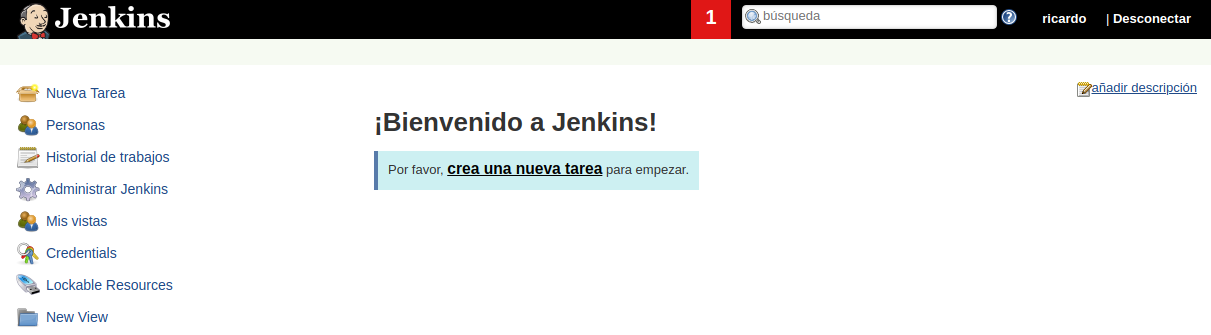 Jenkins
1
búsqueda
ricardo
| Desconectar
Nueva Tarea
Personas
Historial de trabajos
Administrar Jenkins
Mis vistas
Credentials
Lockable Resources
New View
añadir descripción
¡Bienvenido a Jenkins!
Por favor, crea una nueva tarea para empezar.